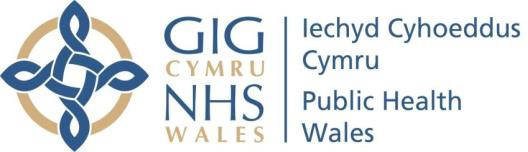 GIG
CYMRU
NHS
WALES
Iechyd Cyhoeddus
Cymru
Public Health
Wales